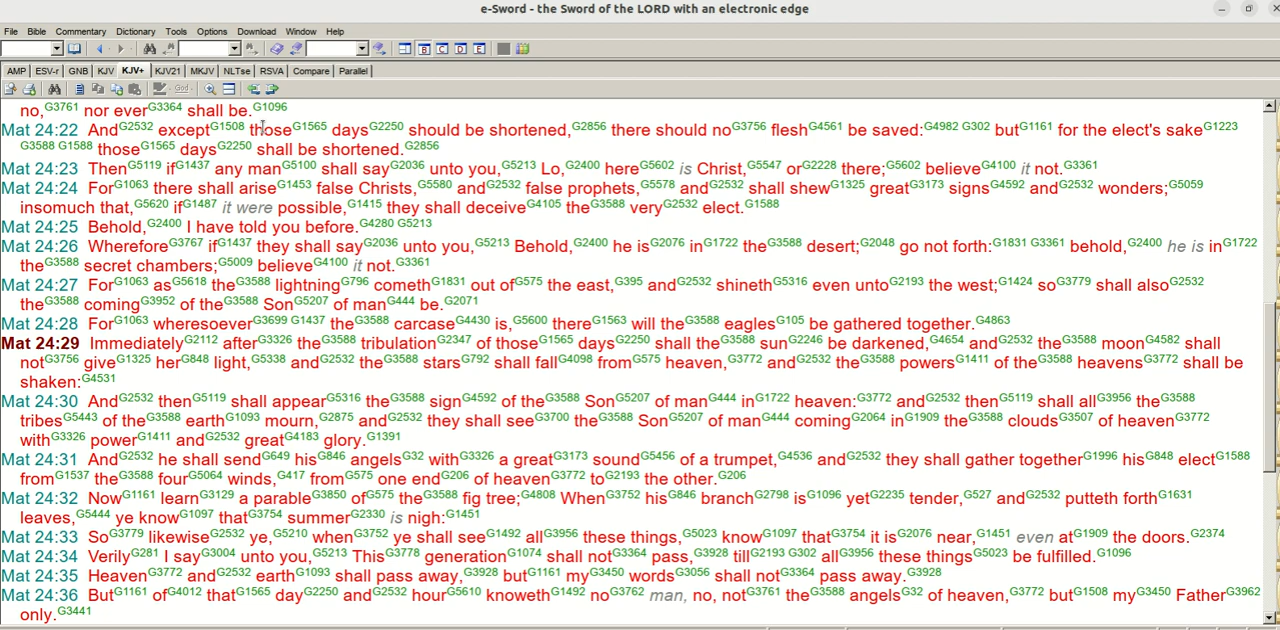 e-Sword - the Sword of the LORD with an electronic edge
File Bible Commentary Dictionary Tools Options Download Window Help
B C D E
AMP ESV-r GNB KJV KJV+ KJV21 MKJV NLTse RSVA Compare Parallel
God
no,G3761 nor everG3364 shall be.G1096
Mat 24:22 AndG2532 exceptG1508 thoseG1565 daysG2250 should be shortened,G2856 there should noG3756 fleshG4561 be saved:G4982 G302 butG1161 for the elect's sakeG1223
G3588 G1588 thoseG1565 daysG2250 shall be shortened.G2856
Mat 24:23 ThenG5119 ifG1437 any manG5100 shall sayG2036 unto you,G5213 Lo,G2400 hereG5602 is Christ,G5547 orG2228 there;G5602 believeG4100 it not.G3361
Mat 24:24 ForG1063 there shall ariseG1453 false Christs,G5580 andG2532 false prophets,G5578 andG2532 shall shewG1325 greatG3173 signsG4592 andG2532 wonders;G5059
insomuch that,G5620 ifG1487 it were possible,G1415 they shall deceiveG4105 theG3588 veryG2532 elect.G1588
Mat 24:25 Behold,G2400 I have told you before.G4280 G5213
Mat 24:26 WhereforeG3767 ifG1437 they shall sayG2036 unto you,G5213 Behold,G2400 he isG2076 inG1722 theG3588 desert;G2048 go not forth:G1831 G3361 behold,G2400 he is inG1722
theG3588 secret chambers;G5009 believeG4100 it not.G3361
Mat 24:27 ForG1063 asG5618 theG3588 lightningG796 comethG1831 out ofG575 the east,G395 andG2532 shinethG5316 even untoG2193 the west;G1424 soG3779 shall alsoG2532
theG3588 comingG3952 of theG3588 SonG5207 of manG444 be.G2071
Mat 24:28 ForG1063 wheresoeverG3699 G1437 theG3588 carcaseG4430 is,G5600 thereG1563 will theG3588 eaglesG105 be gathered together.G4863
Mat 24:29 ImmediatelyG2112 afterG3326 theG3588 tribulationG2347 of thoseG1565 daysG2250 shall theG3588 sunG2246 be darkened,G4654 andG2532 theG3588 moonG4582 shall
notG3756 giveG1325 herG848 light,G5338 andG2532 theG3588 starsG792 shall fallG4098 fromG575 heaven,G3772 andG2532 theG3588 powersG1411 of theG3588 heavensG3772 shall be
shaken:G4531
Mat 24:30 AndG2532 thenG5119 shall appearG5316 theG3588 signG4592 of theG3588 SonG5207 of manG444 inG1722 heaven:G3772 andG2532 thenG5119 shall allG3956 theG3588
tribesG5443 of theG3588 earthG1093 mourn,G2875 andG2532 they shall seeG3700 theG3588 SonG5207 of manG444 comingG2064 inG1909 theG3588 cloudsG3507 of heavenG3772
withG3326 powerG1411 andG2532 greatG4183 glory.G1391
Mat 24:31 AndG2532 he shall sendG649 hisG846 angelsG32 withG3326 a greatG3173 soundG5456 of a trumpet,G4536 andG2532 they shall gather togetherG1996 hisG848 electG1588
fromG1537 theG3588 fourG5064 winds,G417 fromG575 one endG206 of heavenG3772 toG2193 the other.G206
Mat 24:32 NowG1161 learnG3129 a parableG3850 ofG575 theG3588 fig tree;G4808 WhenG3752 hisG846 branchG2798 isG1096 yetG2235 tender,G527 andG2532 putteth forthG1631
leaves,G5444 ye knowG1097 thatG3754 summerG2330 is nigh:G1451
Mat 24:33 SoG3779 likewiseG2532 ye,G5210 whenG3752 ye shall seeG1492 allG3956 these things,G5023 knowG1097 thatG3754 it isG2076 near,G1451 even atG1909 the doors.G2374
Mat 24:34 VerilyG281 I sayG3004 unto you,G5213 ThisG3778 generationG1074 shall notG3364 pass,G3928 tillG2193 G302 allG3956 these thingsG5023 be fulfilled.G1096
Mat 24:35 HeavenG3772 andG2532 earthG1093 shall pass away,G3928 butG1161 myG3450 wordsG3056 shall notG3364 pass away.G3928
Mat 24:36 ButG1161 ofG4012 thatG1565 dayG2250 andG2532 hourG5610 knowethG1492 noG3762 man, no, notG3761 theG3588 angelsG32 of heaven,G3772 butG1508 myG3450 FatherG3962
only.G3441